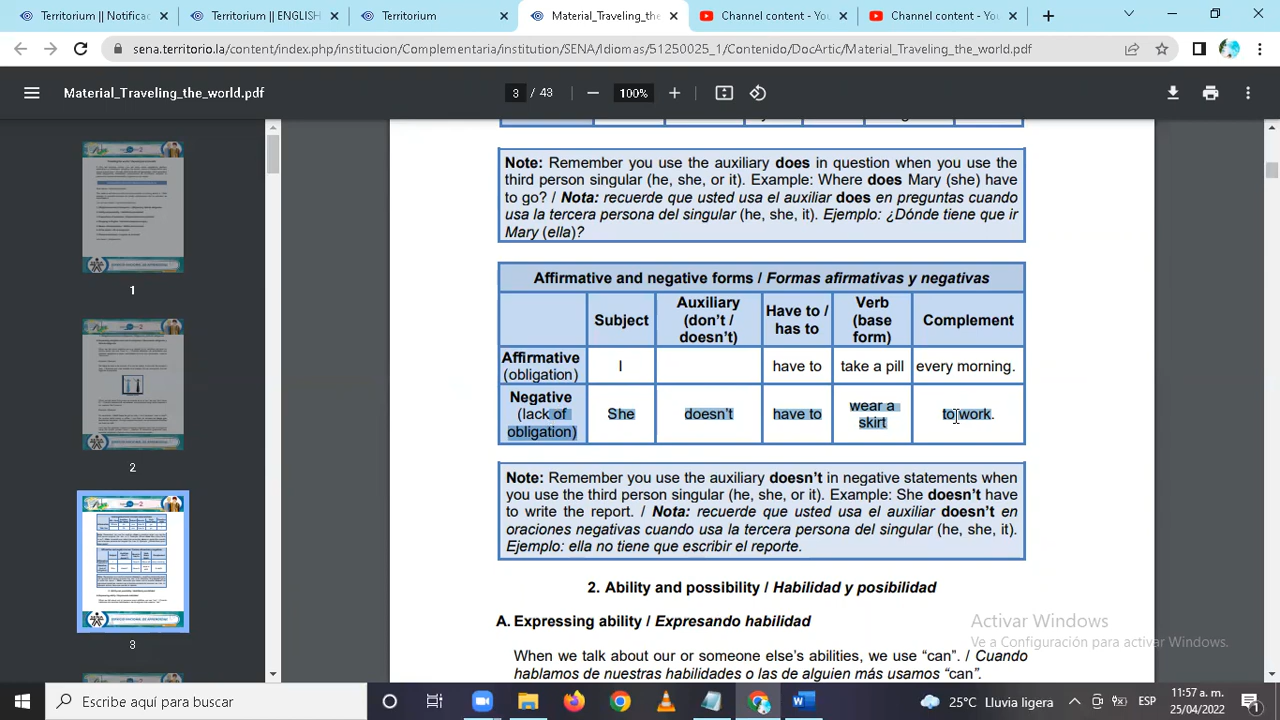 Territorium || Notificac
Territorium || ENGLISH
Territorium
Material_Traveling_the_
Channel content - You
Channel content - You
sena.territorio.la/content/index.php/institucion/Complementaria/institution/SENA/Idiomas/51250025_1/Contenido/DocArtic/Material_Traveling_the_world.pdf
Material_Traveling_the_world.pdf
3 / 43
100%
Note: Remember you use the auxiliary does in question when you use the
third person singular (he, she, or it). Example: Where does Mary (she) have
to go? / Nota: recuerde que usted usa el auxiliar does en preguntas cuando
usa la tercera persona del singular (he, she, it) Ejemplo: ¿Dónde tiene que ir
Mary (ella)?
Affirmative and negative forms / Formas afirmativas y negativas
Subject Auxiliary (don't / doesn't) Have to / has to Verb (base form) Complement
Affirmative (obligation) I have to take a pill every morning.
Negative (lack of obligation) She doesn't have to wear a skirt to work.
Note: Remember you use the auxiliary doesn't in negative statements when
you use the third person singular (he, she, or it). Example: She doesn't have
to write the report. / Nota: recuerde que usted usa el auxiliar doesn't en
oraciones negativas cuando usa la tercera persona del singular (he, she, it).
Ejemplo: Ella no tiene que escribir el reporte.
2. Ability and possibility / Habilidad y posibilidad
A. Expressing ability / Expresando habilidad
When we talk about our or someone else's abilities, we use "can". / Cuando
hablamos de nuestras habilidades o las de alguien más usamos "can".
1
2
3
Activar Windows
Ve a Configuración para activar Windows.
Escribe aquí para buscar
25°C Lluvia ligera
ESP
11:57 a. m.
25/04/2022
1